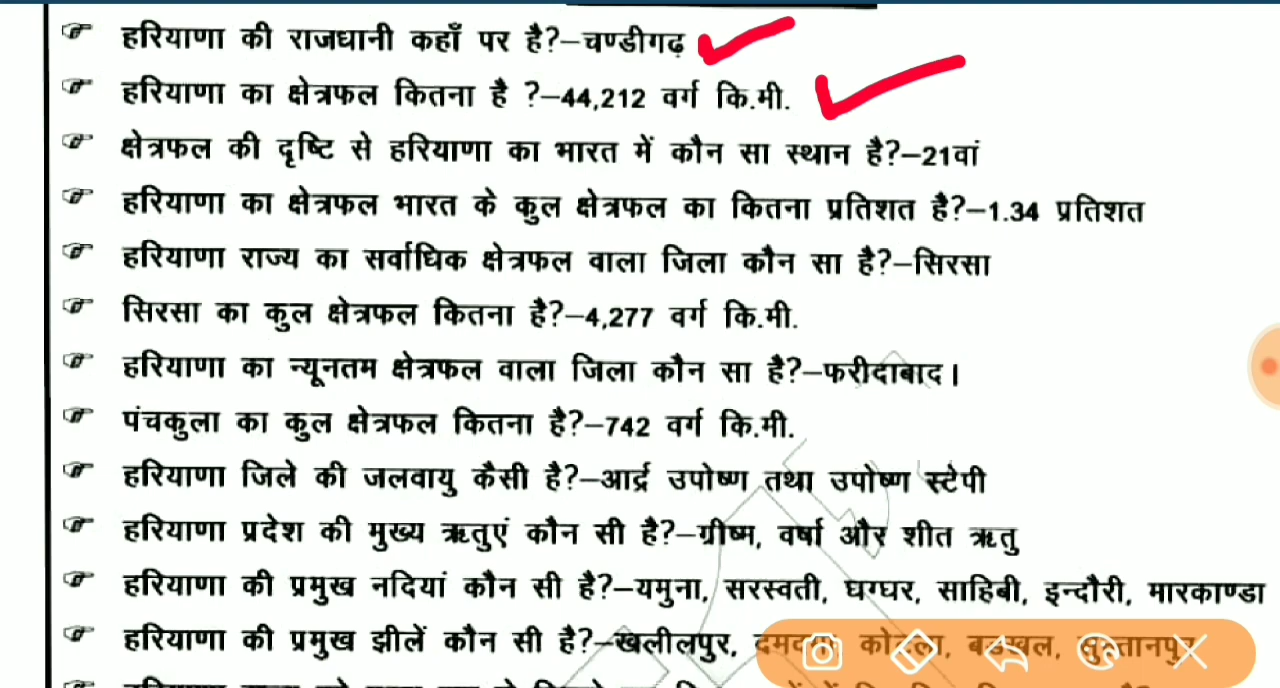 हरियाणा की राजधानी कहाँ पर है?–चण्डीगढ़
हरियाणा का क्षेत्रफल कितना है ?–44,212 वर्ग कि.मी.
क्षेत्रफल की दृष्टि से हरियाणा का भारत में कौन सा स्थान है?–21वां
हरियाणा का क्षेत्रफल भारत के कुल क्षेत्रफल का कितना प्रतिशत है?–1.34 प्रतिशत
हरियाणा राज्य का सर्वाधिक क्षेत्रफल वाला जिला कौन सा है?–सिरसा
सिरसा का कुल क्षेत्रफल कितना है?–4,277 वर्ग कि.मी.
हरियाणा का न्यूनतम क्षेत्रफल वाला जिला कौन सा है?–फरीदाबाद।
पंचकुला का कुल क्षेत्रफल कितना है?–742 वर्ग कि.मी.
हरियाणा जिले की जलवायु कैसी है?–आर्द्र उपोष्ण तथा उपोष्ण स्टेपी
हरियाणा प्रदेश की मुख्य ऋतुएं कौन सी है?–ग्रीष्म, वर्षा और शीत ऋतु
हरियाणा की प्रमुख नदियां कौन सी है?–यमुना, सरस्वती, घग्घर, साहिबी, इन्दौरी, मारकाण्डा
हरियाणा की प्रमुख झीलें कौन सी है?–खलीलपुर,